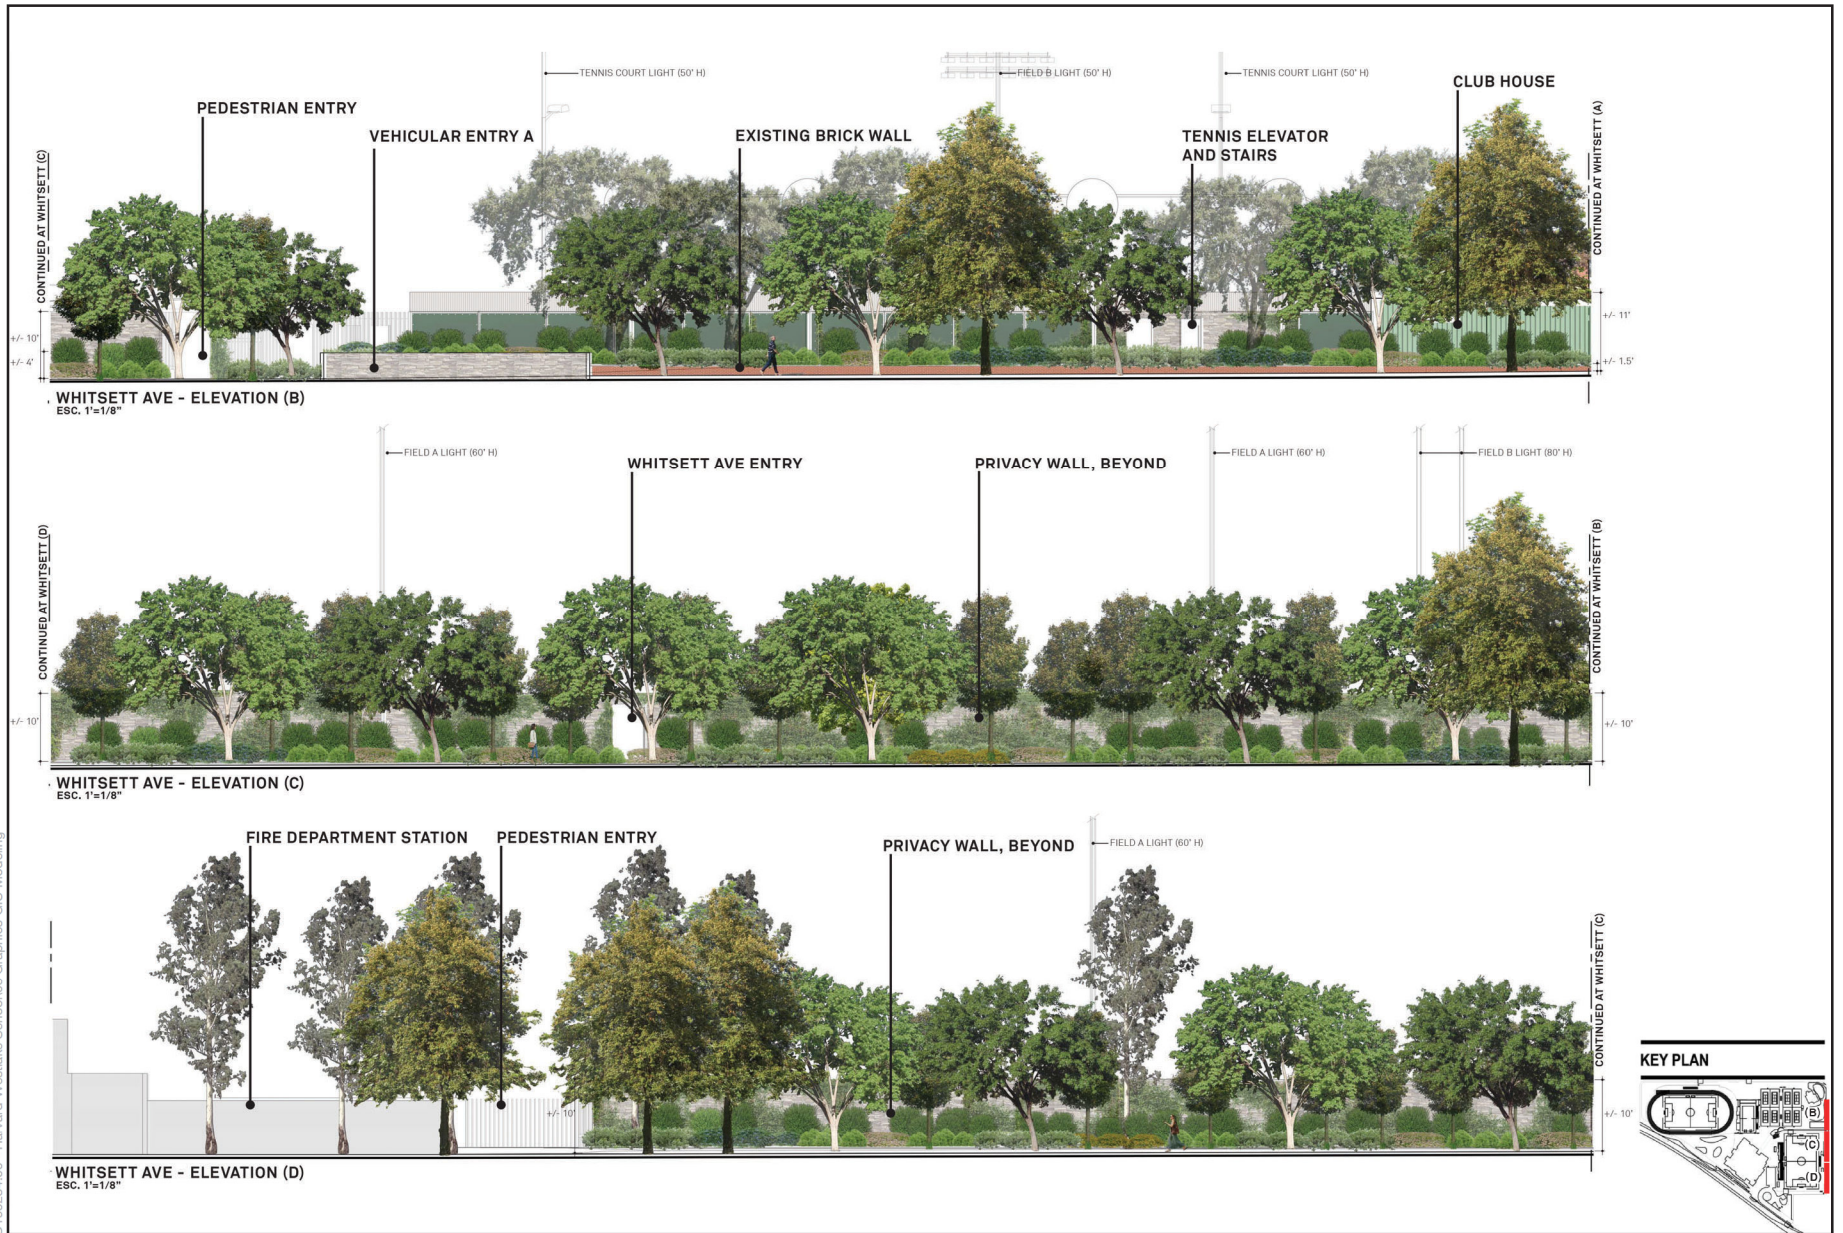 TENNIS COURT LIGHT (50' H)
FIELD B LIGHT (50' H)
TENNIS COURT LIGHT (50' H)
CLUB HOUSE
PEDESTRIAN ENTRY
VEHICULAR ENTRY A
EXISTING BRICK WALL
TENNIS ELEVATOR
AND STAIRS
CONTINUED AT WHITSETT (C)
CONTINUED AT WHITSETT (A)
+/- 10'
+/- 4'
+/- 11'
+/- 1.5'
WHITSETT AVE - ELEVATION (B)
ESC. 1'=1/8"
FIELD A LIGHT (60' H)
WHITSETT AVE ENTRY
PRIVACY WALL, BEYOND
FIELD A LIGHT (60' H)
FIELD B LIGHT (80' H)
CONTINUED AT WHITSETT (D)
CONTINUED AT WHITSETT (B)
+/- 10'
+/- 10'
WHITSETT AVE - ELEVATION (C)
ESC. 1'=1/8"
FIRE DEPARTMENT STATION
PEDESTRIAN ENTRY
PRIVACY WALL, BEYOND
FIELD A LIGHT (60' H)
CONTINUED AT WHITSETT (C)
+/- 10'
+/- 10'
WHITSETT AVE - ELEVATION (D)
ESC. 1'=1/8"
KEY PLAN
(B)
(C)
(D)